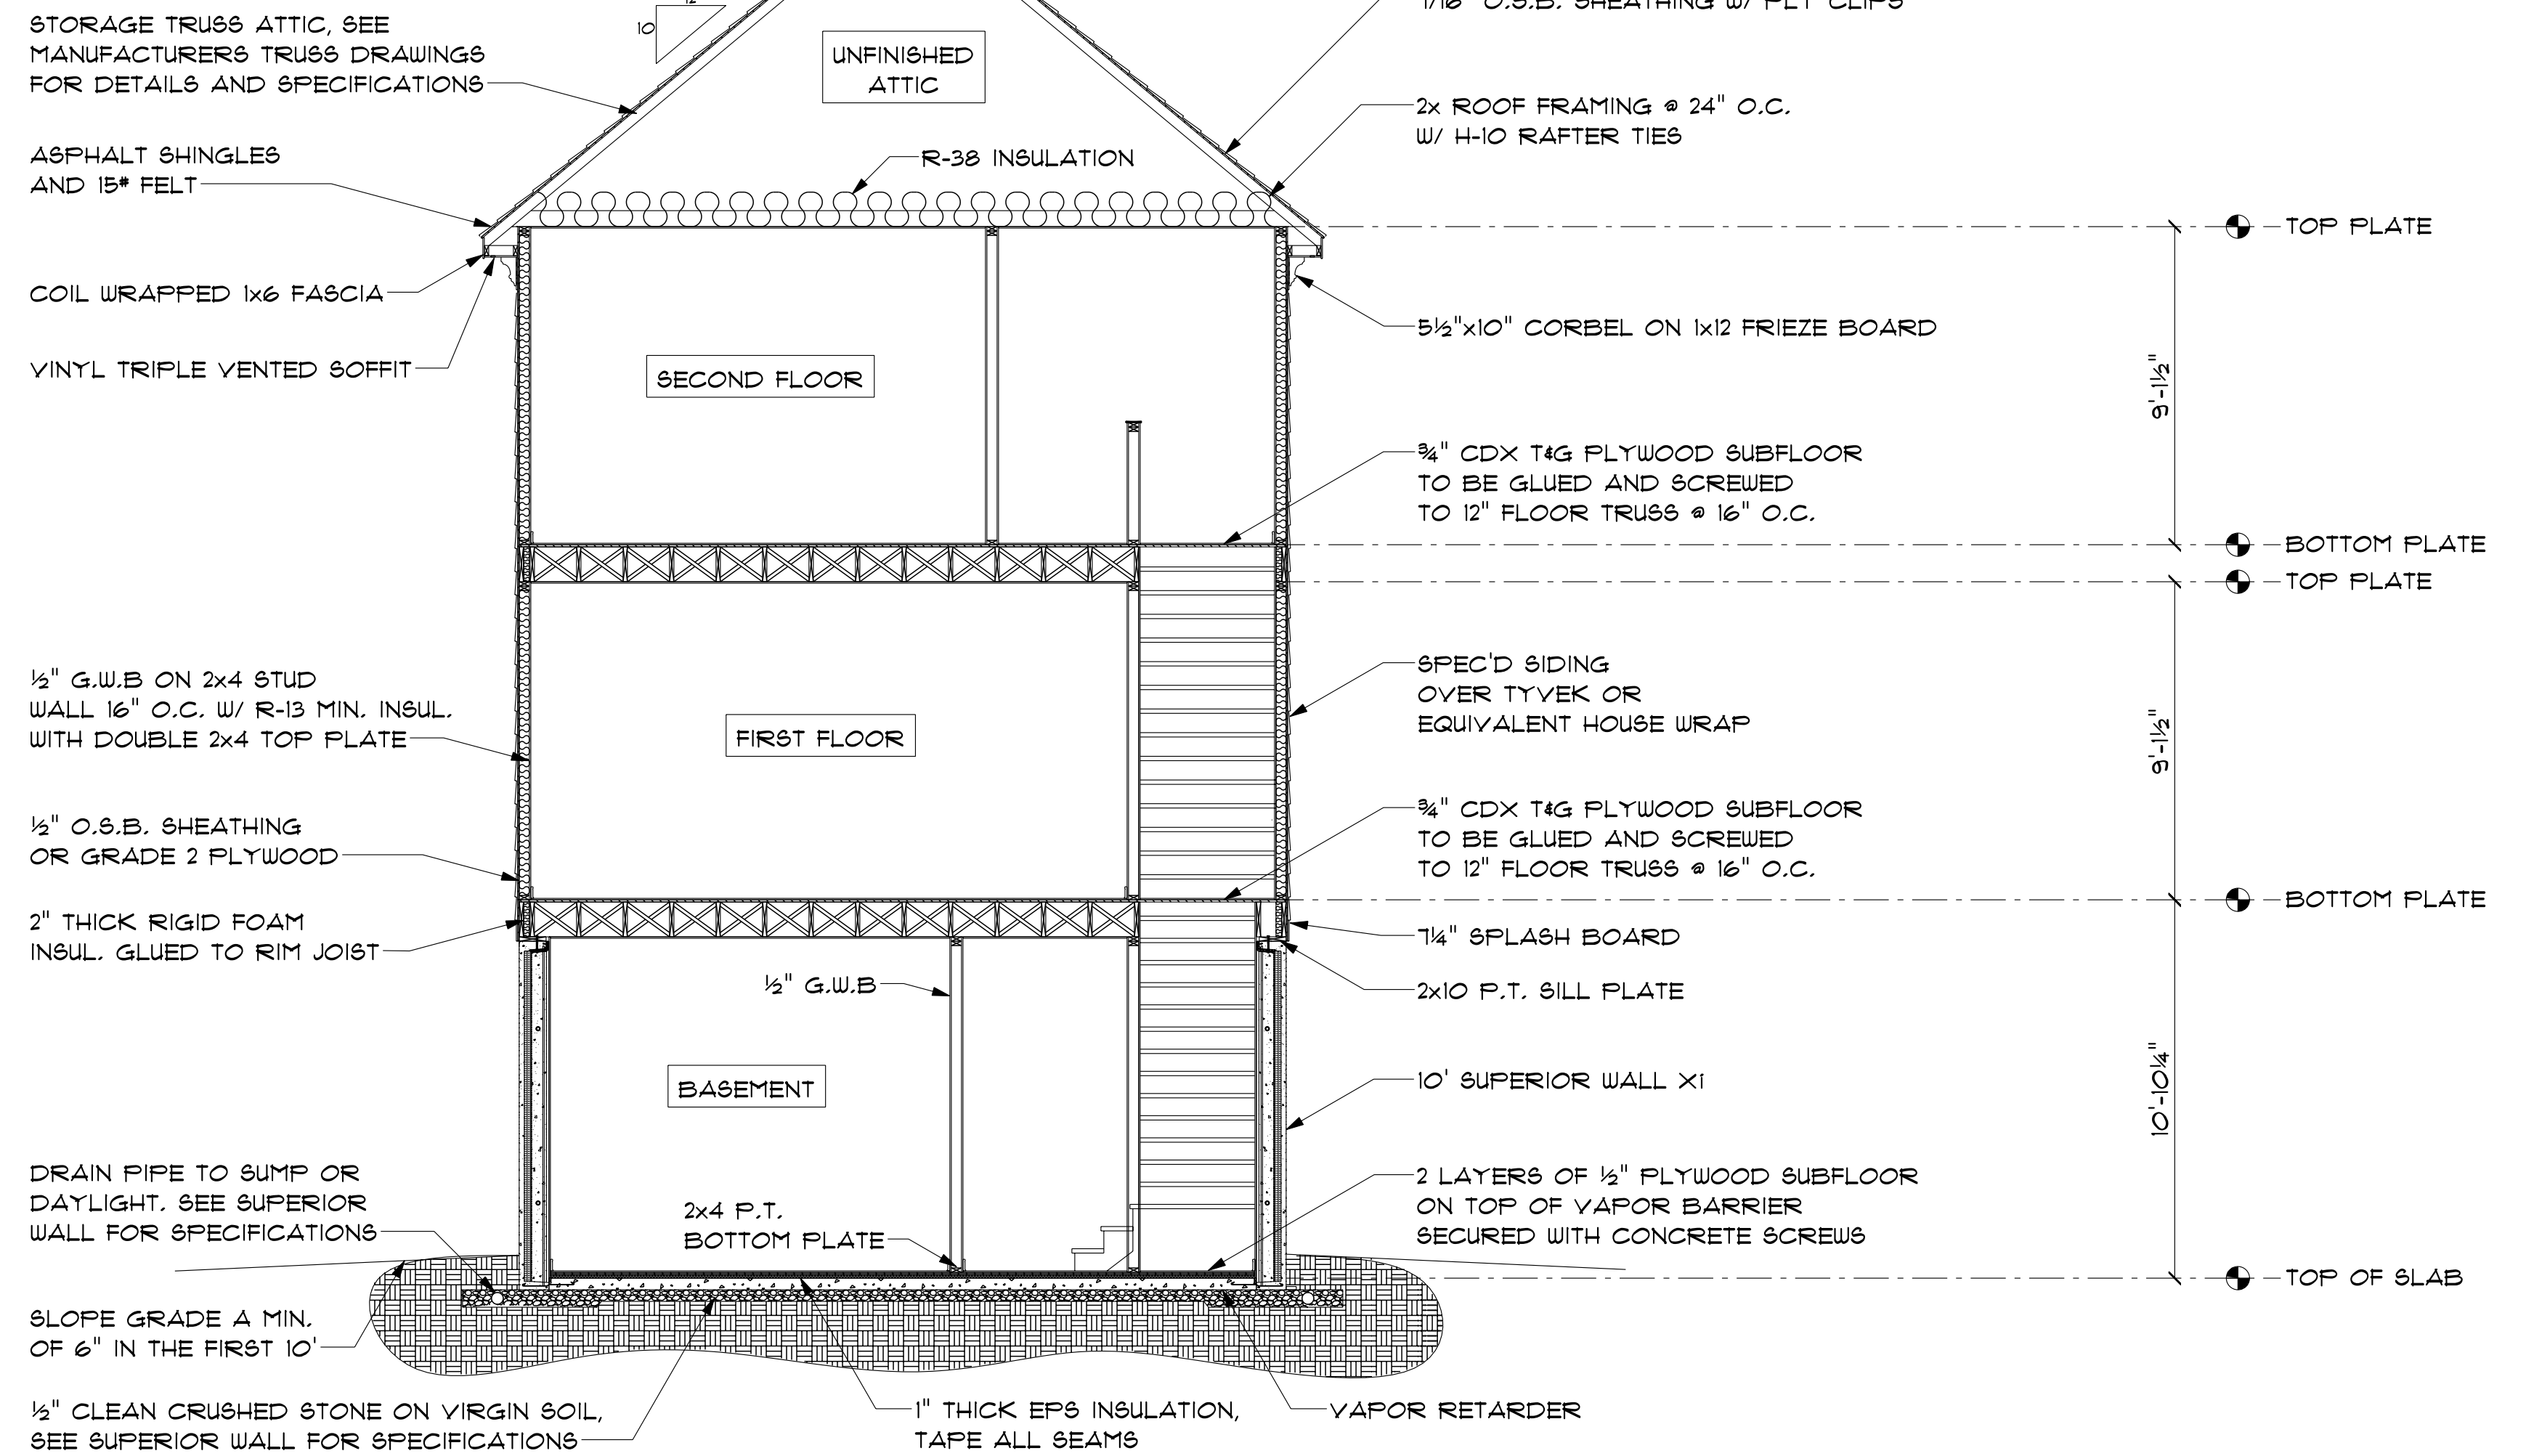 STORAGE TRUSS ATTIC, SEE
MANUFACTURERS TRUSS DRAWINGS
FOR DETAILS AND SPECIFICATIONS
12
10
UNFINISHED
ATTIC
O.S.B. SHEATHING W/ PLY CLIPS
2x ROOF FRAMING @ 24" O.C.
W/ H-10 RAFTER TIES
ASPHALT SHINGLES
AND 15# FELT
R-38 INSULATION
TOP PLATE
COIL WRAPPED 1x6 FASCIA
5½"x10" CORBEL ON 1x12 FRIEZE BOARD
VINYL TRIPLE VENTED SOFFIT
SECOND FLOOR
9'-1½"
¾" CDX T&G PLYWOOD SUBFLOOR
TO BE GLUED AND SCREWED
TO 12" FLOOR TRUSS @ 16" O.C.
BOTTOM PLATE
TOP PLATE
½" G.W.B ON 2x4 STUD
WALL 16" O.C. W/ R-13 MIN. INSUL.
WITH DOUBLE 2x4 TOP PLATE
FIRST FLOOR
SPEC'D SIDING
OVER TYVEK OR
EQUIVALENT HOUSE WRAP
9'-1½"
½" O.S.B. SHEATHING
OR GRADE 2 PLYWOOD
¾" CDX T&G PLYWOOD SUBFLOOR
TO BE GLUED AND SCREWED
TO 12" FLOOR TRUSS @ 16" O.C.
BOTTOM PLATE
2" THICK RIGID FOAM
INSUL. GLUED TO RIM JOIST
7¼" SPLASH BOARD
½" G.W.B
2x10 P.T. SILL PLATE
BASEMENT
10' SUPERIOR WALL Xi
10'-10¼"
DRAIN PIPE TO SUMP OR
DAYLIGHT. SEE SUPERIOR
WALL FOR SPECIFICATIONS
2x4 P.T.
BOTTOM PLATE
2 LAYERS OF ½" PLYWOOD SUBFLOOR
ON TOP OF VAPOR BARRIER
SECURED WITH CONCRETE SCREWS
TOP OF SLAB
SLOPE GRADE A MIN.
OF 6" IN THE FIRST 10'
½" CLEAN CRUSHED STONE ON VIRGIN SOIL,
SEE SUPERIOR WALL FOR SPECIFICATIONS
1" THICK EPS INSULATION,
TAPE ALL SEAMS
VAPOR RETARDER